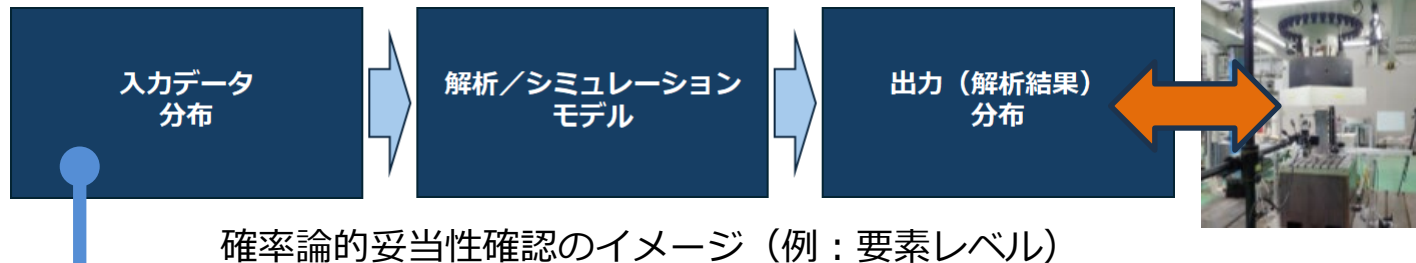 入力データ
分布
解析／シミュレーション
モデル
出力（解析結果）
分布
確率論的妥当性確認のイメージ（例：要素レベル）